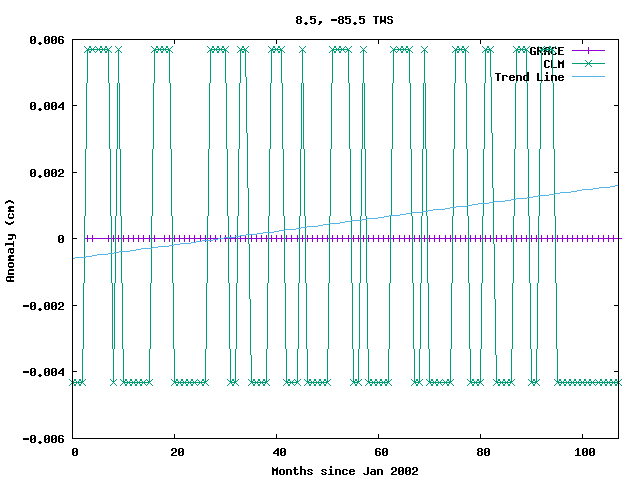 8.5, -85.5 TWS
0.006
0.004
0.002
0
-0.002
-0.004
-0.006
Anomaly (cm)
GRACE
CLM
Trend Line
0 20 40 60 80 100
Months since Jan 2002